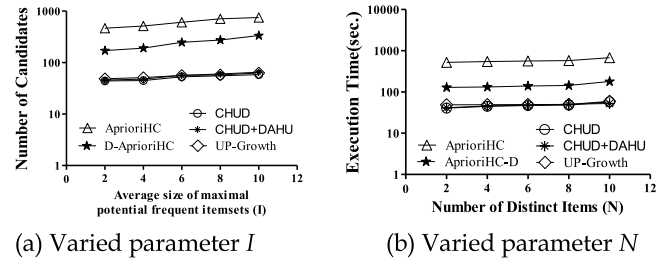 Number of Candidates
1000
100
10
1
0 2 4 6 8 10 12
AprioriHC
D-AprioriHC
CHUD
CHUD+DAHU
UP-Growth
Average size of maximal
potential frequent itemsets (I)
(a) Varied parameter I
Execution Time(sec.)
10000
1000
100
10
1
0 2 4 6 8 10 12
AprioriHC
AprioriHC-D
CHUD
CHUD+DAHU
UP-Growth
Number of Distinct Items (N)
(b) Varied parameter N